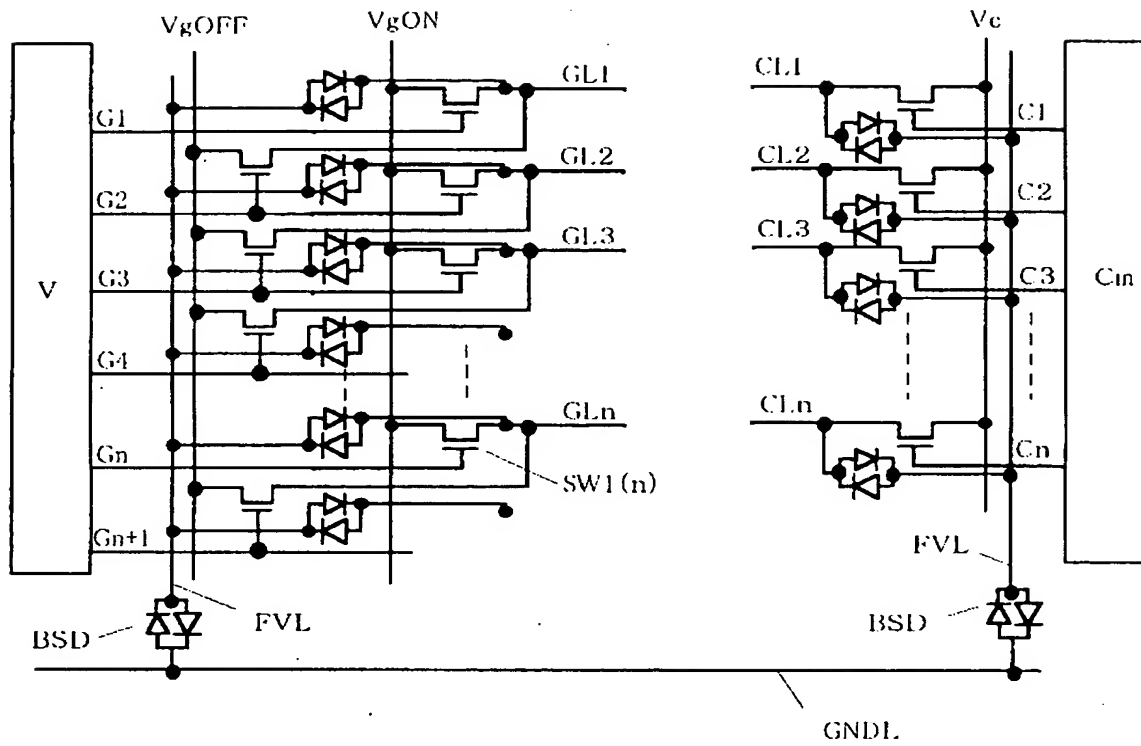 VgOFF
VgON
Vc
V
G1
GL1
CL1
C1
G2
GL2
CL2
C2
G3
GL3
CL3
C3
Cin
G4
Gn
GLn
CLn
Cn
SW1(n)
Gn+1
FVL
FVL
BSD
BSD
GNDL